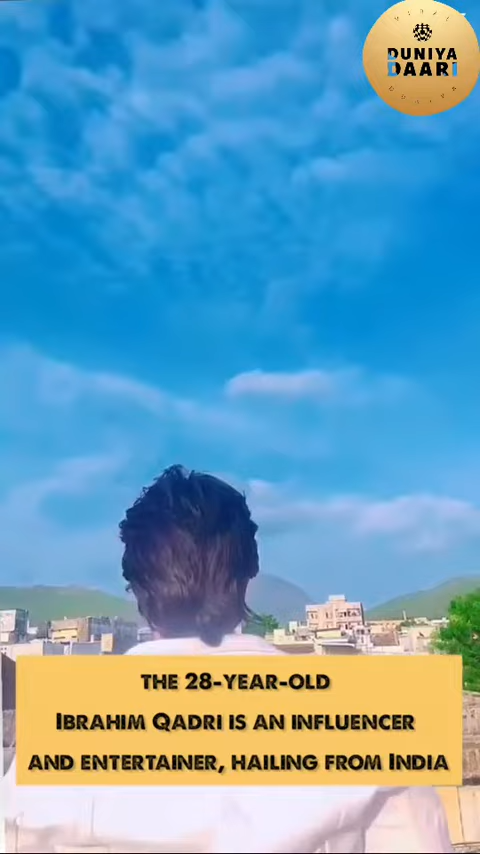 DUNIYA
DAARI
THE 28-YEAR-OLD
IBRAHIM QADRI IS AN INFLUENCER
AND ENTERTAINER, HAILING FROM INDIA